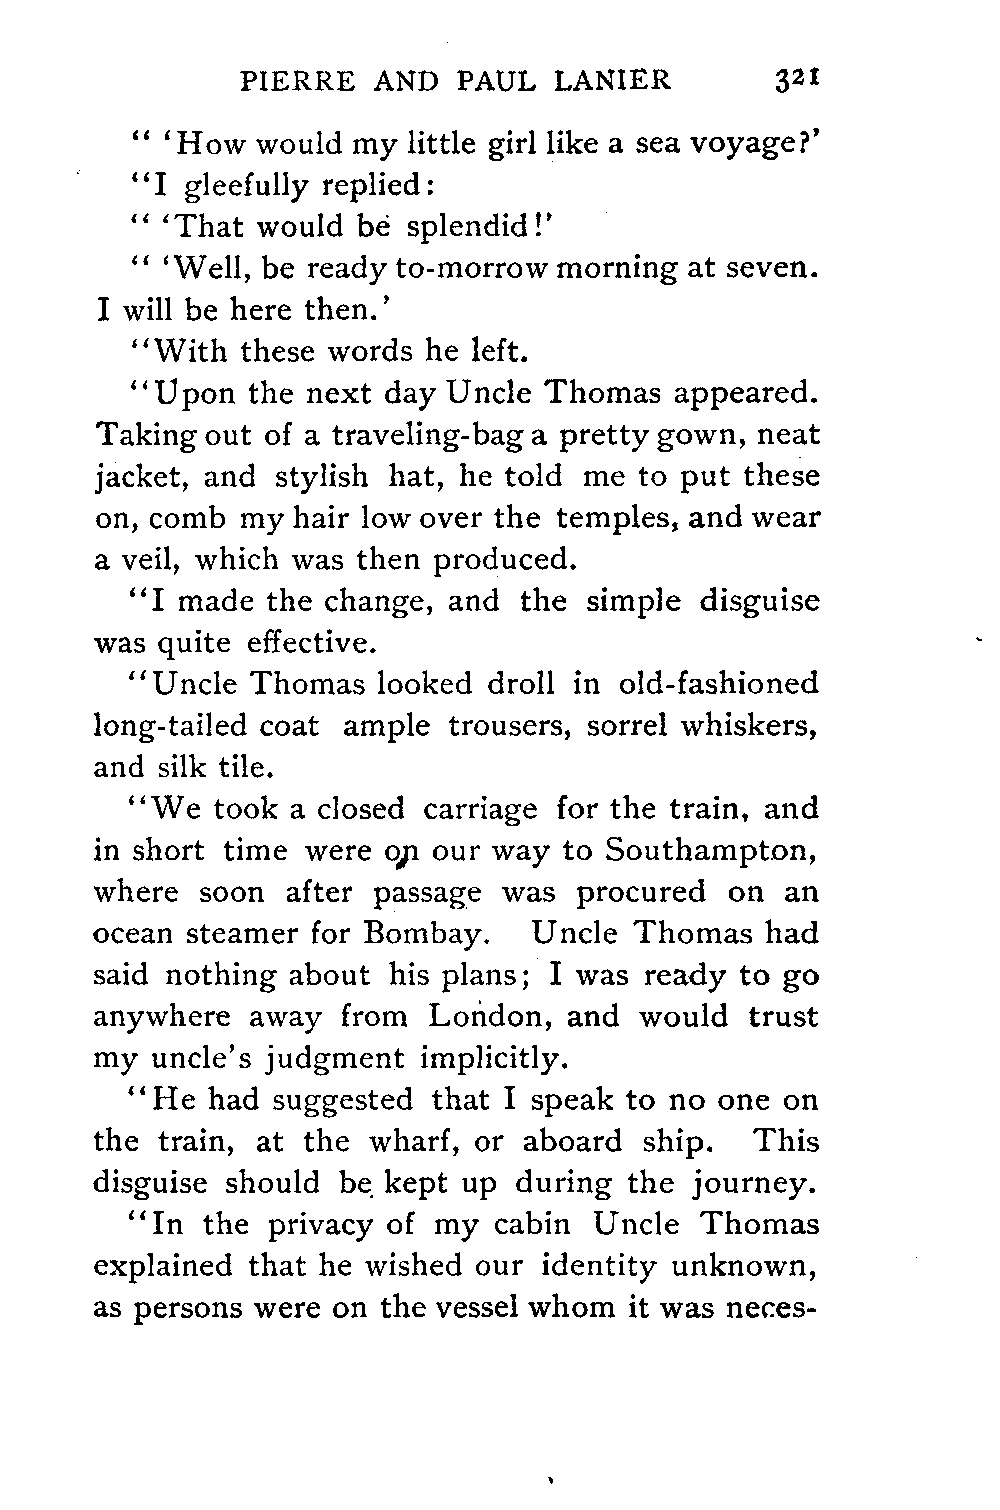 PIERRE AND PAUL LANIER 321
“ ‘How would my little girl like a sea voyage?’
“I gleefully replied:
“ ‘That would be splendid!’
“ ‘Well, be ready to-morrow morning at seven.
I will be here then.’
“With these words he left.
“Upon the next day Uncle Thomas appeared.
Taking out of a traveling-bag a pretty gown, neat
jacket, and stylish hat, he told me to put these
on, comb my hair low over the temples, and wear
a veil, which was then produced.
“I made the change, and the simple disguise
was quite effective.
“Uncle Thomas looked droll in old-fashioned
long-tailed coat ample trousers, sorrel whiskers,
and silk tile.
“We took a closed carriage for the train, and
in short time were on our way to Southampton,
where soon after passage was procured on an
ocean steamer for Bombay. Uncle Thomas had
said nothing about his plans; I was ready to go
anywhere away from London, and would trust
my uncle’s judgment implicitly.
“He had suggested that I speak to no one on
the train, at the wharf, or aboard ship. This
disguise should be kept up during the journey.
“In the privacy of my cabin Uncle Thomas
explained that he wished our identity unknown,
as persons were on the vessel whom it was neces-